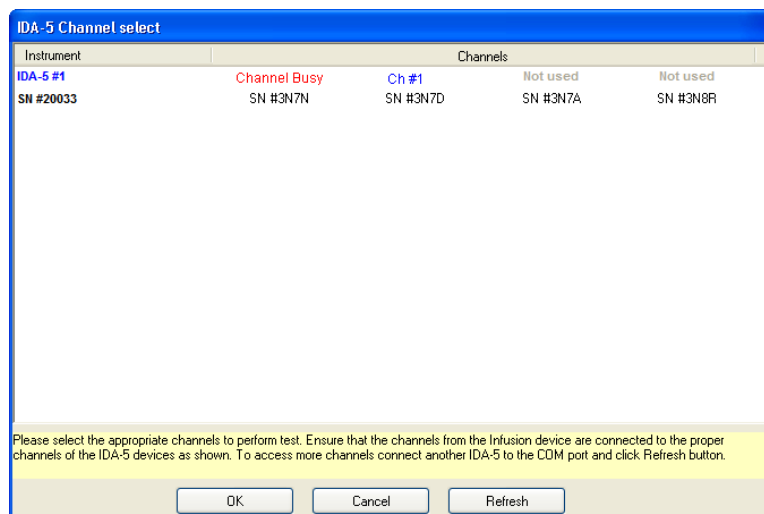 IDA-5 Channel select
Instrument Channels
IDA-5 #1 Channel Busy Ch #1 Not used Not used
SN #20033 SN #3N7N SN #3N7D SN #3N7A SN #3N8R
Please select the appropriate channels to perform test. Ensure that the channels from the Infusion device are connected to the proper
channels of the IDA-5 devices as shown. To access more channels connect another IDA-5 to the COM port and click Refresh button.
OK Cancel Refresh